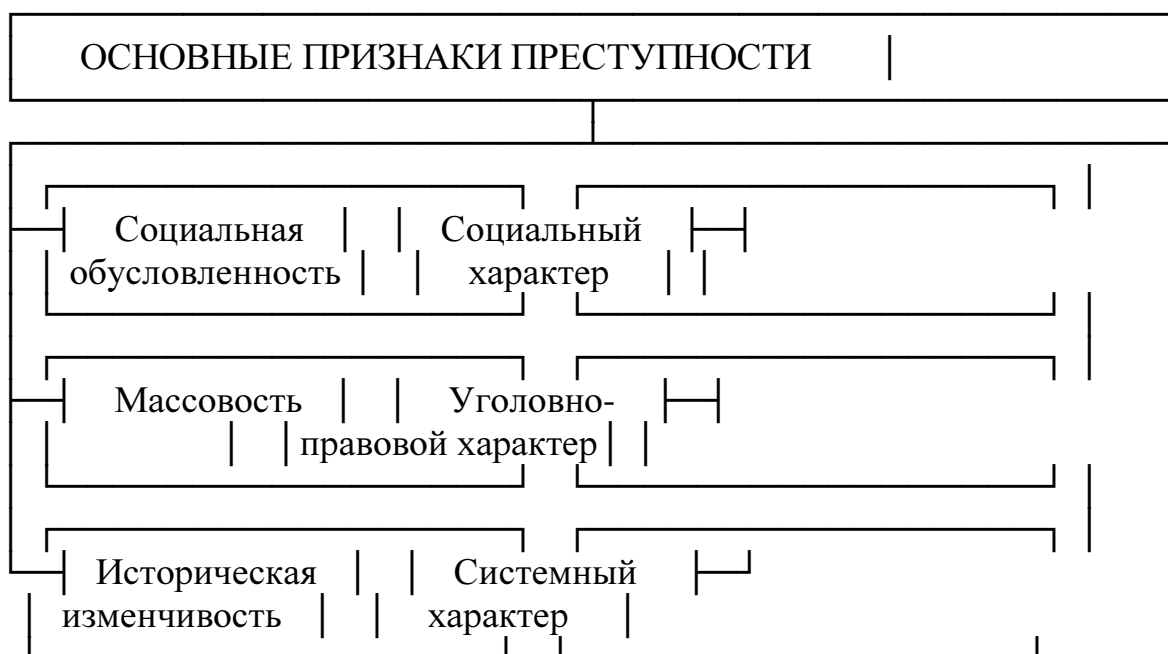 ОСНОВНЫЕ ПРИЗНАКИ ПРЕСТУПНОСТИ
Социальная Социальный
обусловленность характер
Массовость Уголовно-
правовой характер
Историческая Системный
изменчивость характер